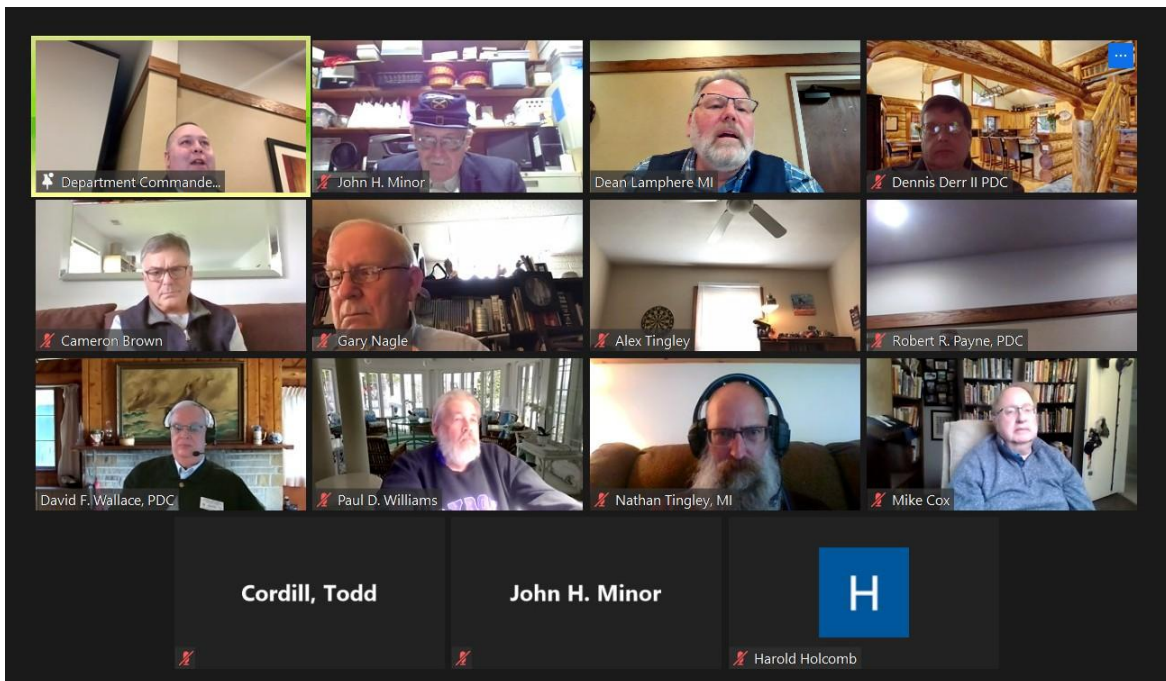 Department Commande...
John H. Minor
Dean Lamphere MI
Dennis Derr II PDC
Cameron Brown
Gary Nagle
Alex Tingley
Robert R. Payne, PDC
David F. Wallace, PDC
Paul D. Williams
Nathan Tingley, MI
Mike Cox
Cordill, Todd
John H. Minor
H
Harold Holcomb